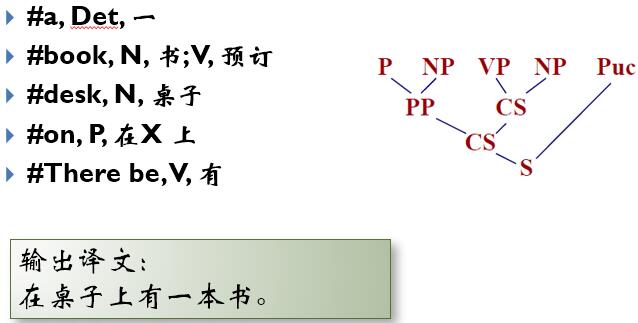 #a, Det, 一
#book, N, 书;V, 预订
#desk, N, 桌子
#on, P, 在X 上
#There be,V, 有
P NP VP NP Puc
PP CS
CS
S
输出译文:
在桌子上有一本书。